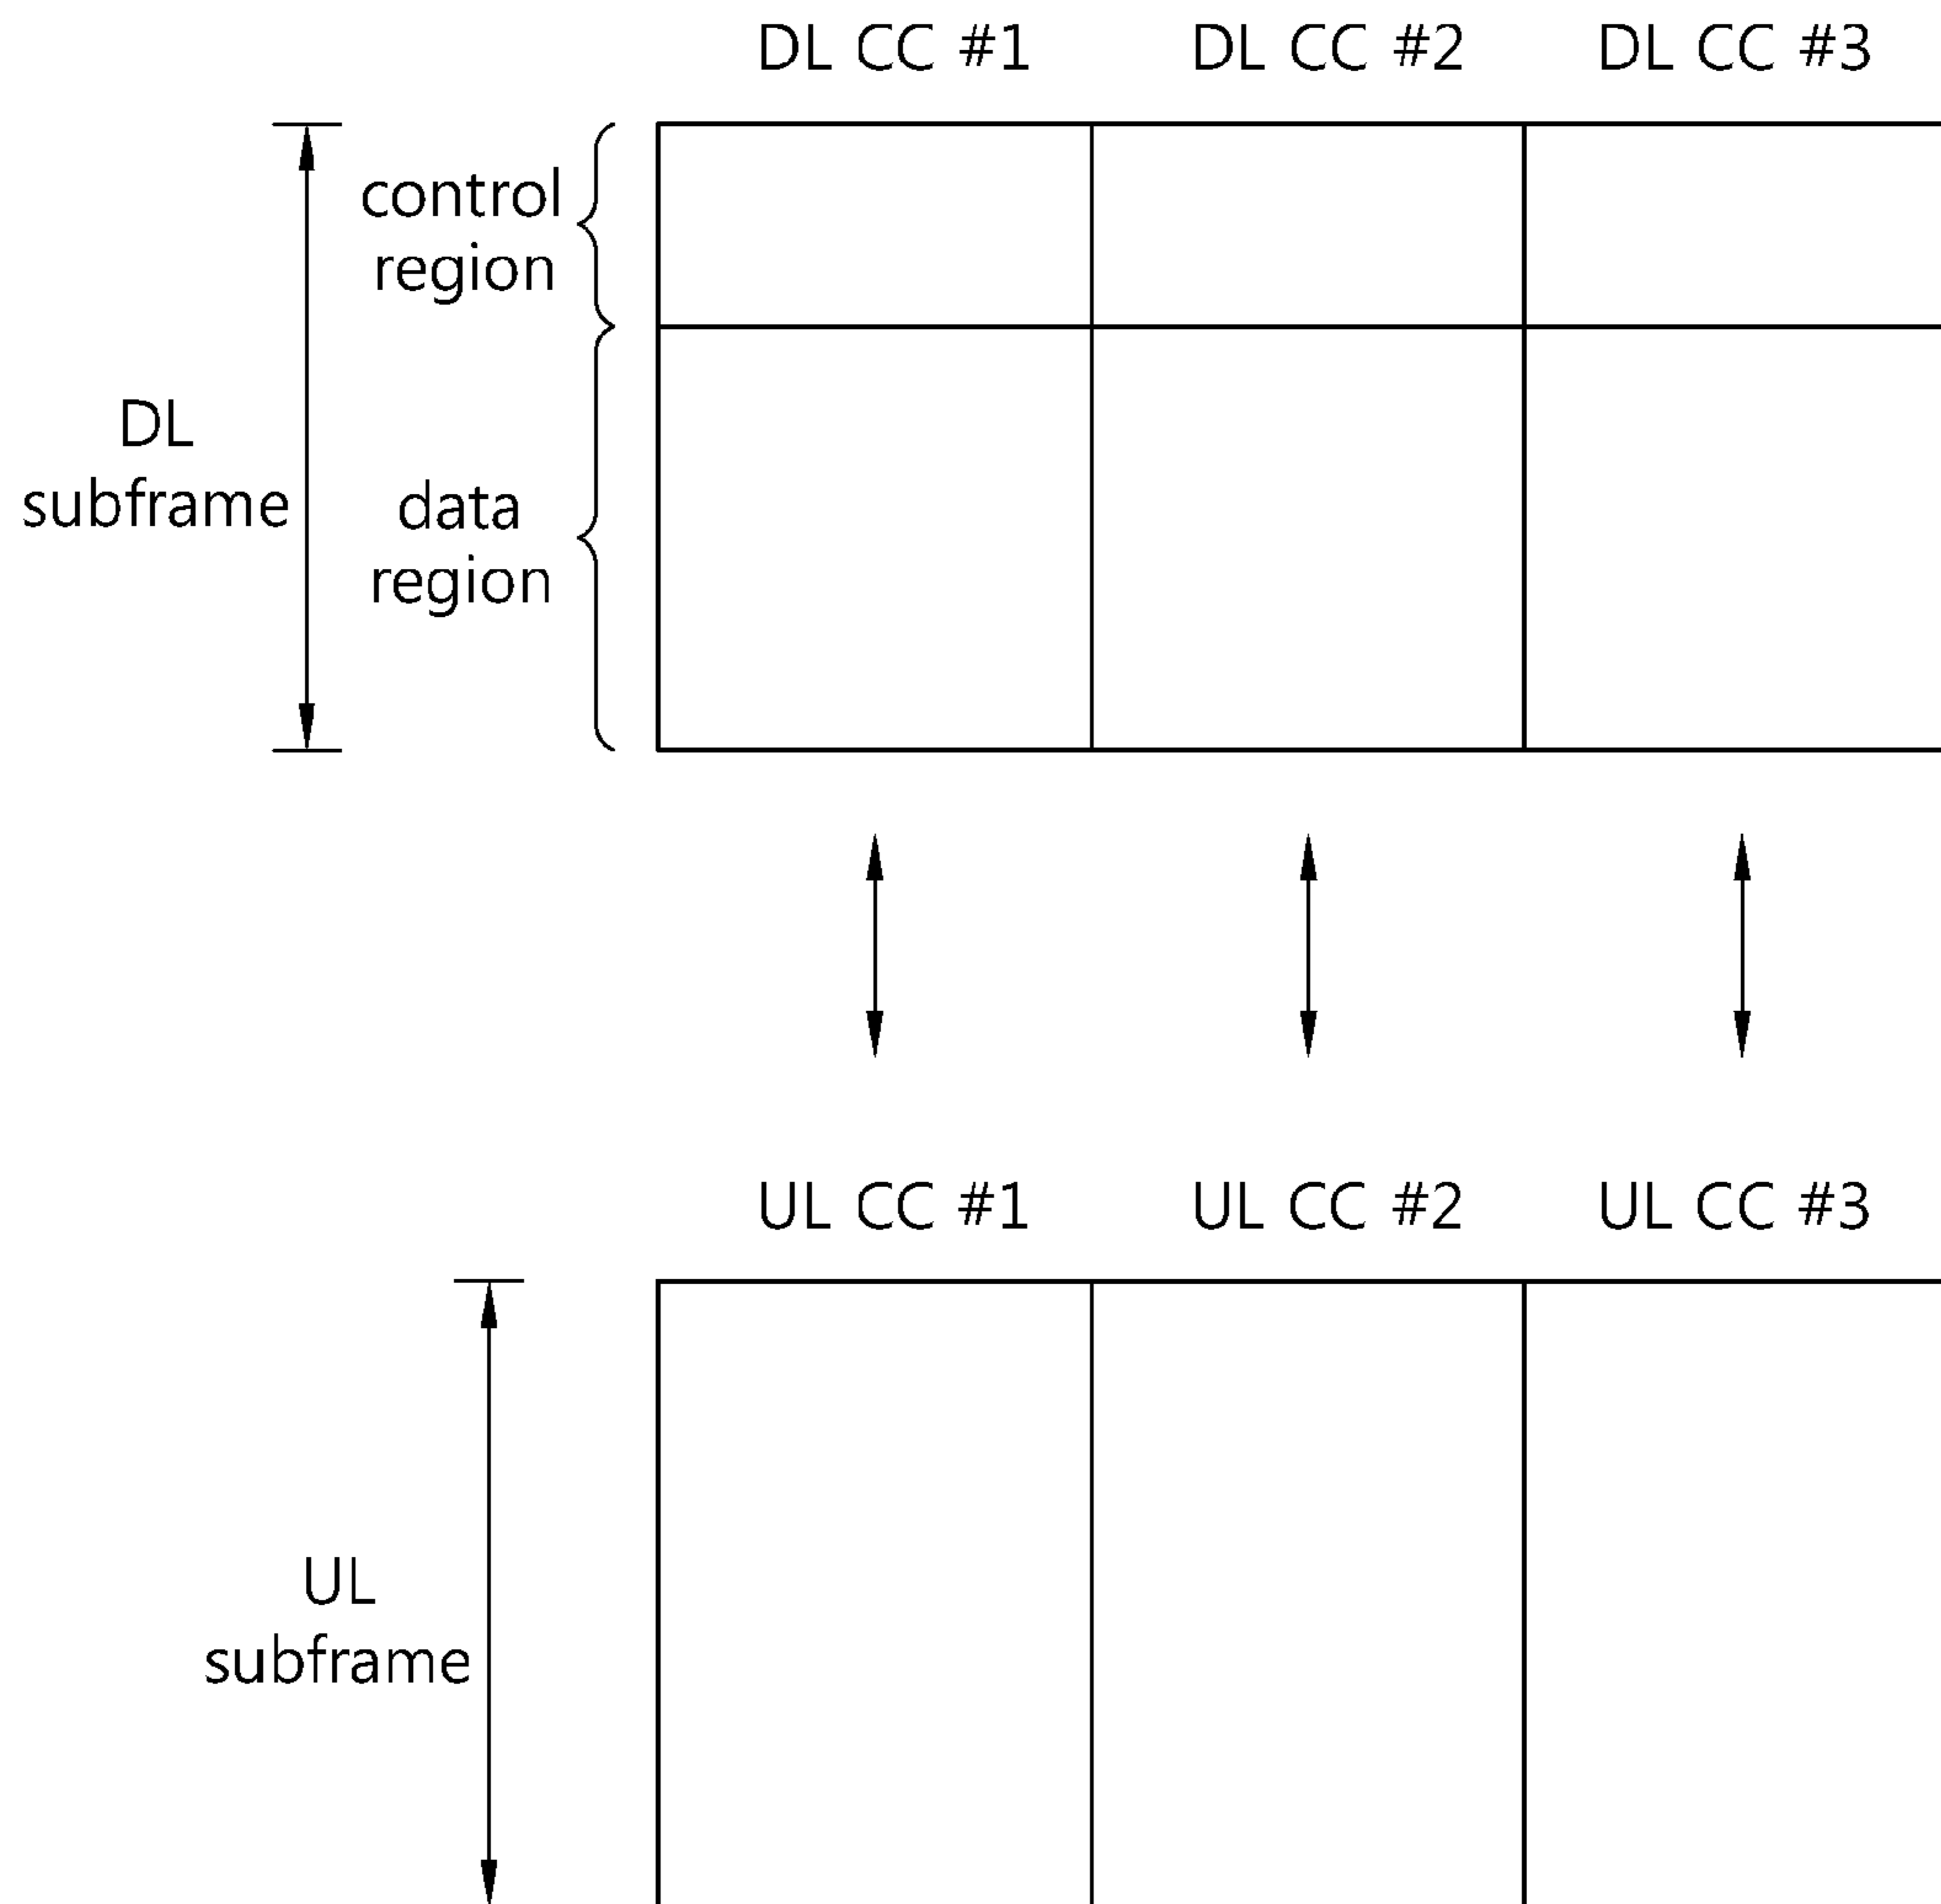 DL CC #1 DL CC #2 DL CC #3
control
region
DL
subframe
data
region
UL CC #1 UL CC #2 UL CC #3
UL
subframe